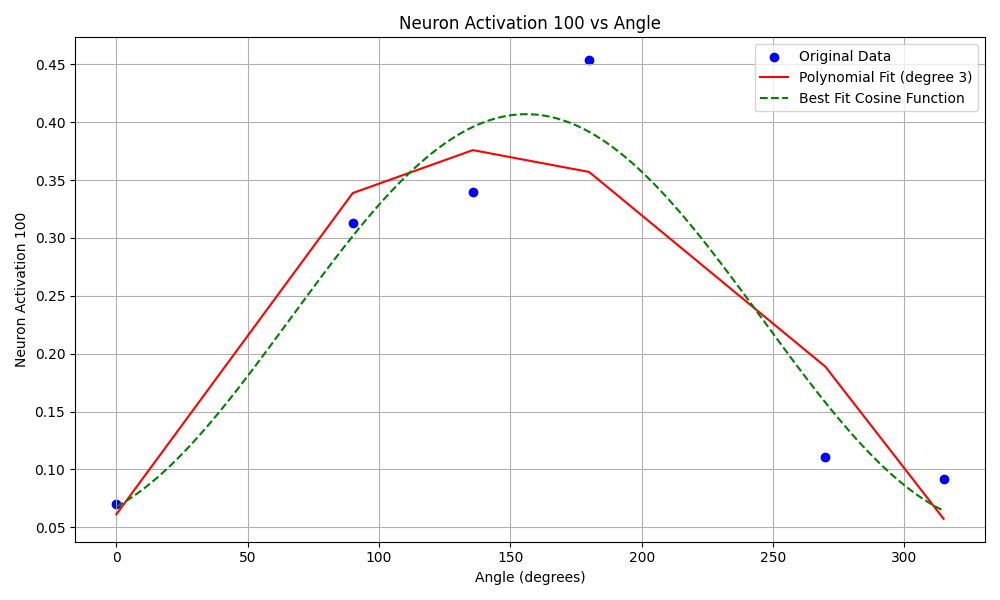 Neuron Activation 100 vs Angle
Original Data
Polynomial Fit (degree 3)
Best Fit Cosine Function
Neuron Activation 100
0.45
0.40
0.35
0.30
0.25
0.20
0.15
0.10
0.05
0 50 100 150 200 250 300
Angle (degrees)